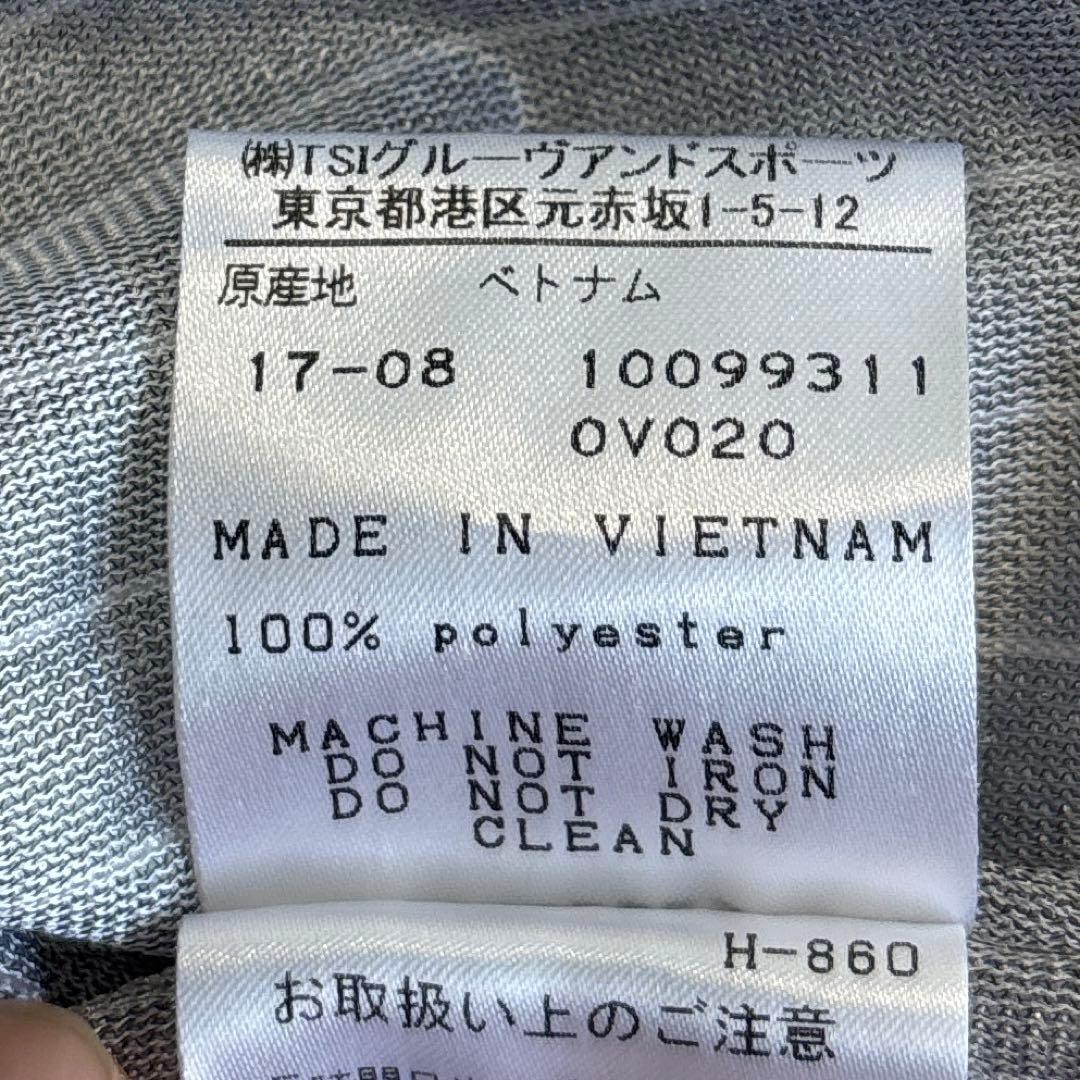 ㈱TSIグルーヴアンドスポーツ
東京都港区元赤坂1-5-12
原産地 ベトナム
17-08 10099311
0V020
MADE IN VIETNAM
100% polyester
MACHINE WASH
DO NOT IRON
DO NOT DRY
CLEAN
H-860
お取扱い上のご注意